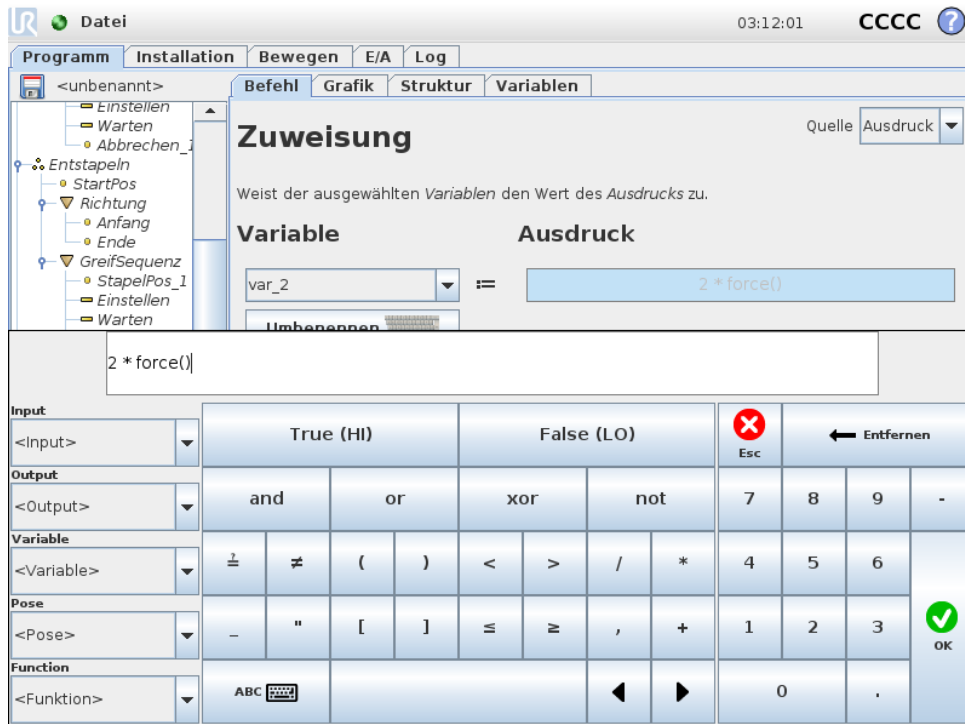 UR Datei 03:12:01 CCCC ?
Programm Installation Bewegen E/A Log
<unbenannt> Befehl Grafik Struktur Variablen
Einstellen
Warten
Abbrechen_1
Entstapeln
StartPos
Richtung
Anfang
Ende
GreifSequenz
StapelPos_1
Einstellen
Warten
Zuweisung
Quelle Ausdruck
Weist der ausgewählten Variablen den Wert des Ausdrucks zu.
Variable Ausdruck
var_2 := 2 * force()
Umbenennen
2 * force()
Input
<Input>
Output
<Output>
Variable
<Variable>
Pose
<Pose>
Function
<Funktion>
True (HI) False (LO) Esc Entfernen
and or xor not 7 8 9 -
≟ ≠ ( ) < > / * 4 5 6
_ " [ ] ≤ ≥ , + 1 2 3 OK
ABC 0 .